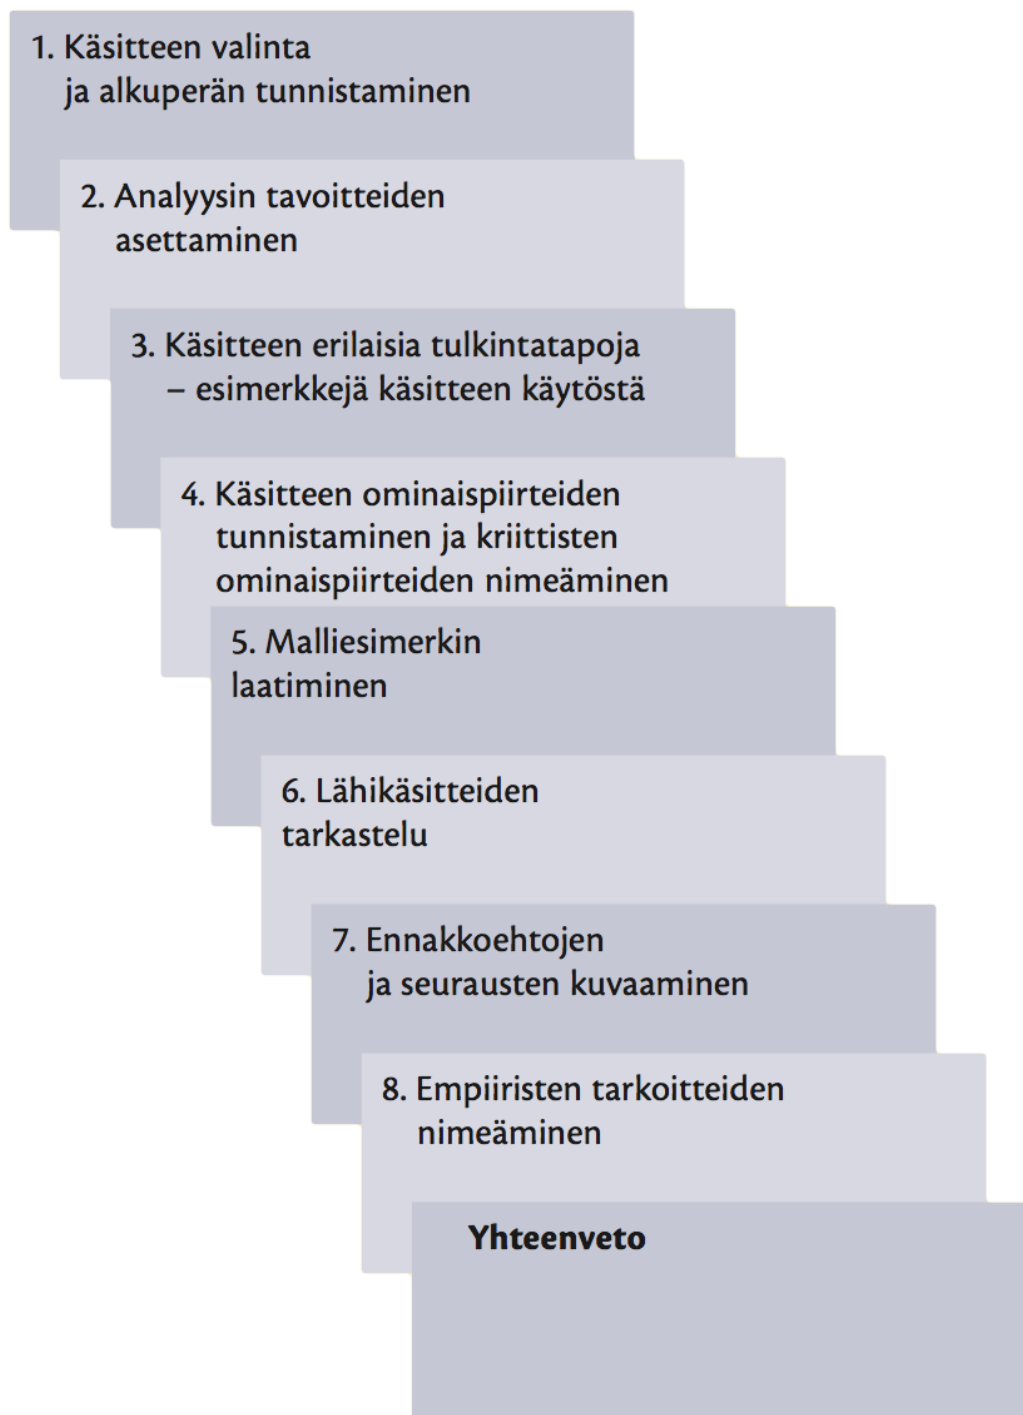 1. Käsitteen valinta
ja alkuperän tunnistaminen
2. Analyysin tavoitteiden
asettaminen
3. Käsitteen erilaisia tulkintatapoja
– esimerkkejä käsitteen käytöstä
4. Käsitteen ominaispiirteiden
tunnistaminen ja kriittisten
ominaispiirteiden nimeäminen
5. Malliesimerkin
laatiminen
6. Lähikäsitteiden
tarkastelu
7. Ennakkoehtojen
ja seurausten kuvaaminen
8. Empiiristen tarkoitteiden
nimeäminen
Yhteenveto